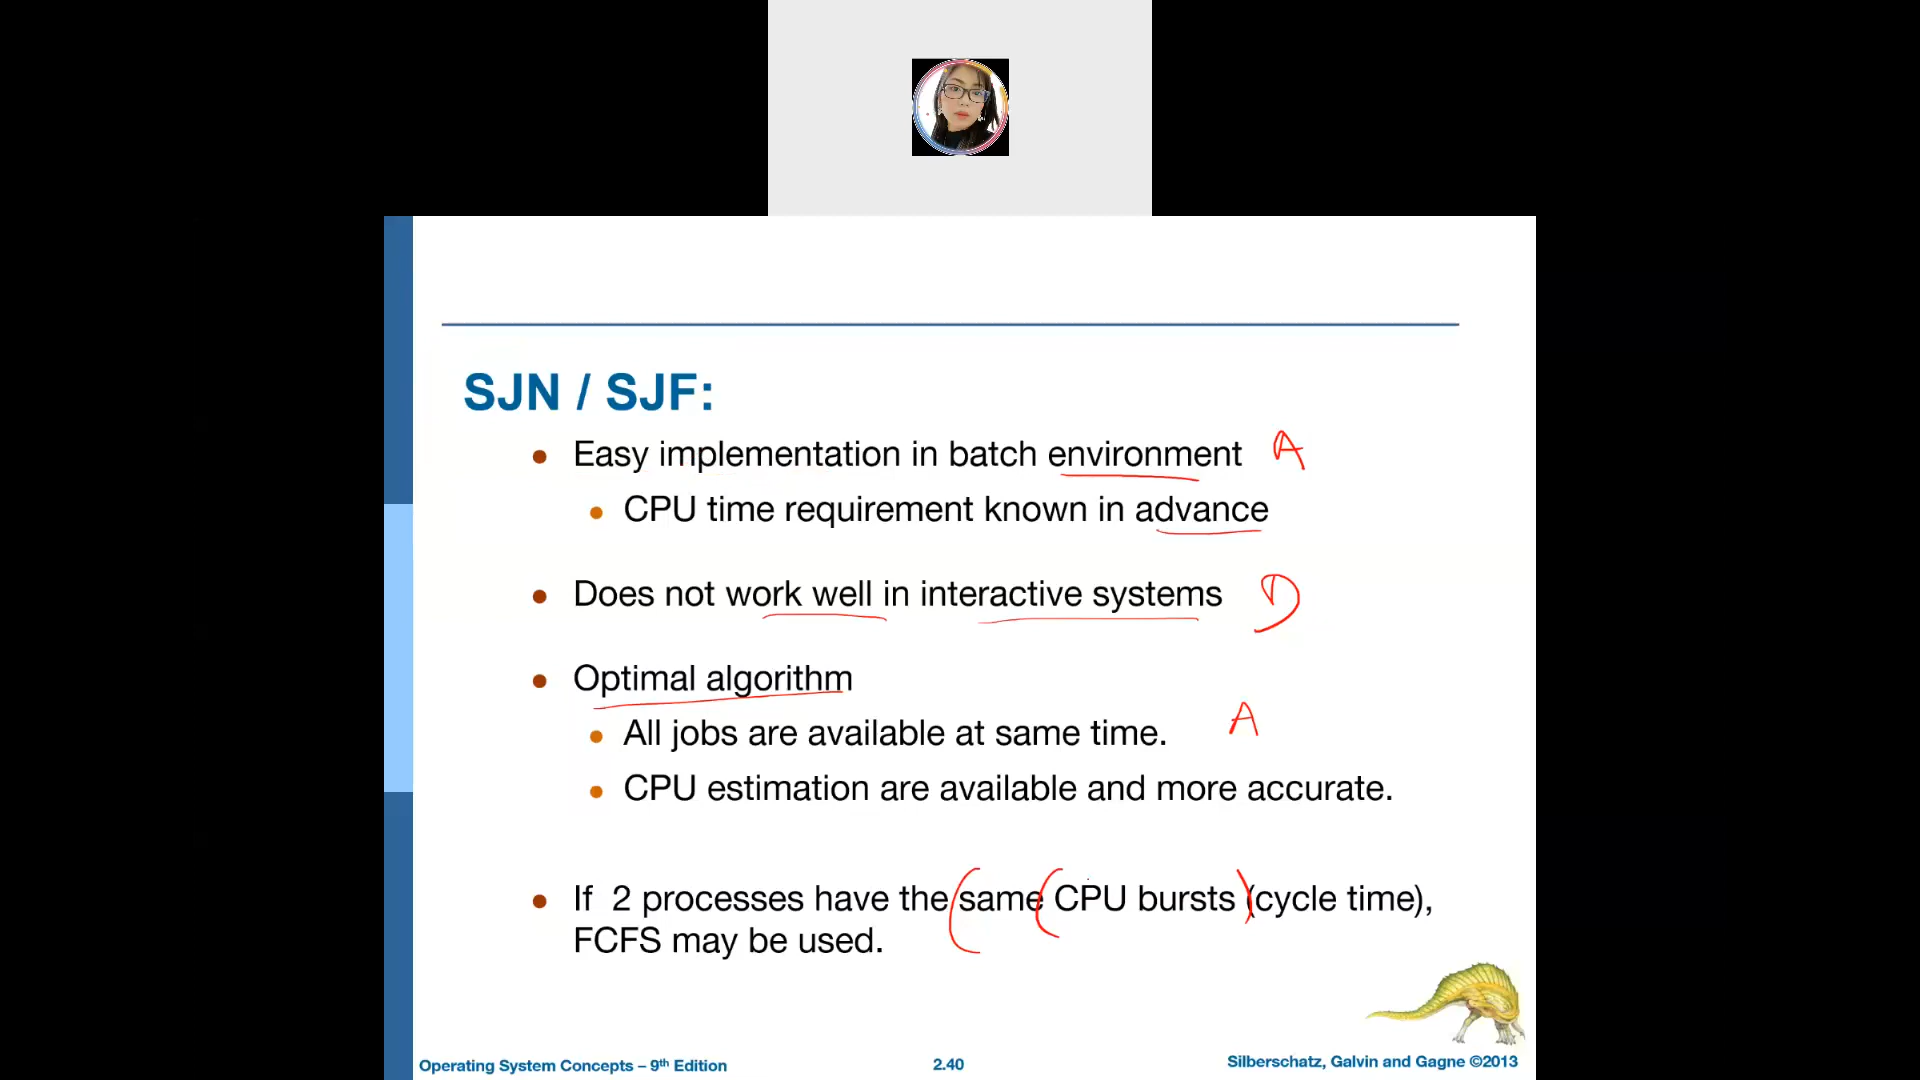 SJN / SJF:
Easy implementation in batch environment A
CPU time requirement known in advance
Does not work well in interactive systems D
Optimal algorithm
All jobs are available at same time. A
CPU estimation are available and more accurate.
If 2 processes have the same CPU bursts (cycle time),
FCFS may be used.
Operating System Concepts – 9th Edition 2.40 Silberschatz, Galvin and Gagne ©2013